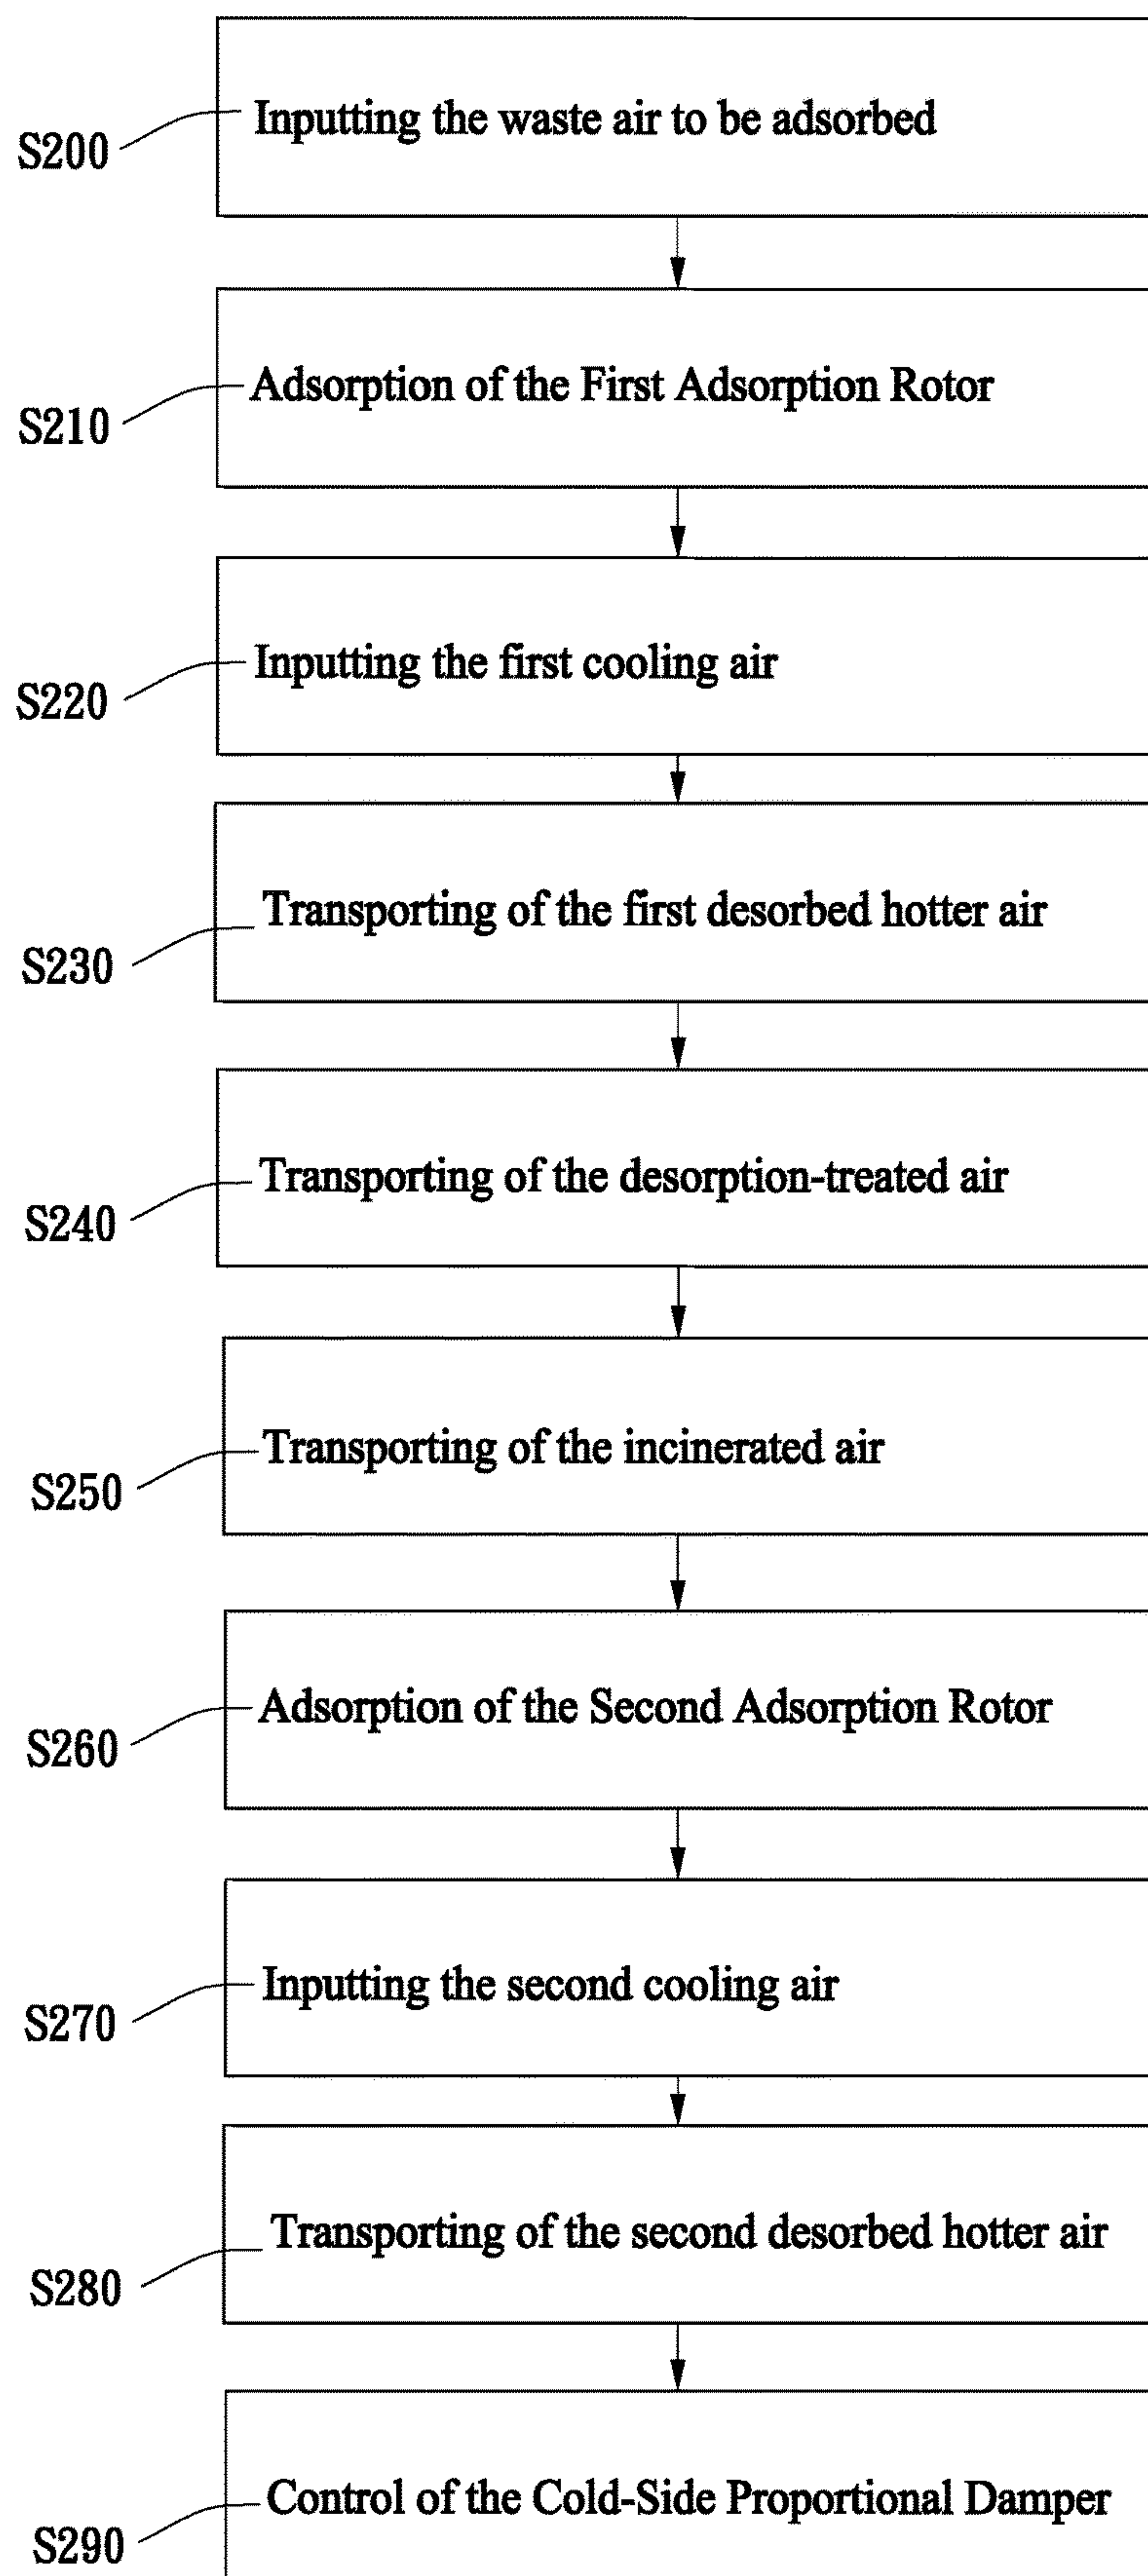 S200
Inputting the waste air to be adsorbed
S210
Adsorption of the First Adsorption Rotor
S220
Inputting the first cooling air
S230
Transporting of the first desorbed hotter air
S240
Transporting of the desorption-treated air
S250
Transporting of the incinerated air
S260
Adsorption of the Second Adsorption Rotor
S270
Inputting the second cooling air
S280
Transporting of the second desorbed hotter air
S290
Control of the Cold-Side Proportional Damper